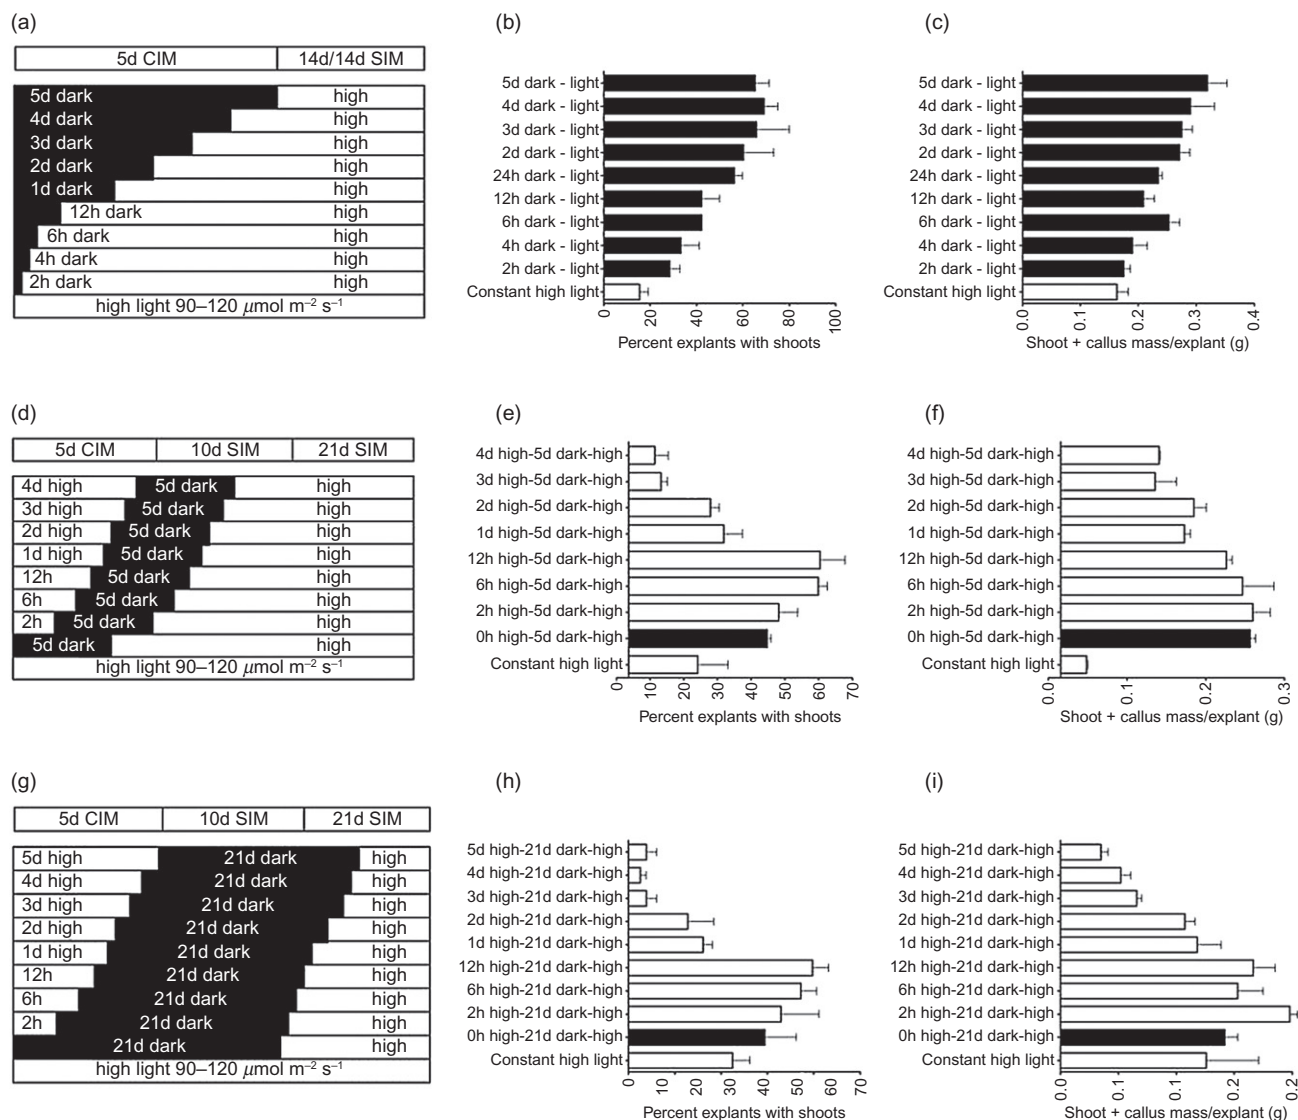 (a)
5d CIM 14d/14d SIM
5d dark high
4d dark high
3d dark high
2d dark high
1d dark high
12h dark high
6h dark high
4h dark high
2h dark high
high light 90–120 μmol m⁻² s⁻¹
(b)
5d dark - light
4d dark - light
3d dark - light
2d dark - light
24h dark - light
12h dark - light
6h dark - light
4h dark - light
2h dark - light
Constant high light
0 20 40 60 80 100
Percent explants with shoots
(c)
5d dark - light
4d dark - light
3d dark - light
2d dark - light
24h dark - light
12h dark - light
6h dark - light
4h dark - light
2h dark - light
Constant high light
0.0 0.1 0.2 0.3 0.4
Shoot + callus mass/explant (g)
(d)
5d CIM 10d SIM 21d SIM
4d high 5d dark high
3d high 5d dark high
2d high 5d dark high
1d high 5d dark high
12h 5d dark high
6h 5d dark high
2h 5d dark high
5d dark high
high light 90–120 μmol m⁻² s⁻¹
(e)
4d high-5d dark-high
3d high-5d dark-high
2d high-5d dark-high
1d high-5d dark-high
12h high-5d dark-high
6h high-5d dark-high
2h high-5d dark-high
0h high-5d dark-high
Constant high light
0 10 20 30 40 50 60 70
Percent explants with shoots
(f)
4d high-5d dark-high
3d high-5d dark-high
2d high-5d dark-high
1d high-5d dark-high
12h high-5d dark-high
6h high-5d dark-high
2h high-5d dark-high
0h high-5d dark-high
Constant high light
0.0 0.1 0.2 0.3
Shoot + callus mass/explant (g)
(g)
5d CIM 10d SIM 21d SIM
5d high 21d dark high
4d high 21d dark high
3d high 21d dark high
2d high 21d dark high
1d high 21d dark high
12h 21d dark high
6h 21d dark high
2h 21d dark high
21d dark high
high light 90–120 μmol m⁻² s⁻¹
(h)
5d high-21d dark-high
4d high-21d dark-high
3d high-21d dark-high
2d high-21d dark-high
1d high-21d dark-high
12h high-21d dark-high
6h high-21d dark-high
2h high-21d dark-high
0h high-21d dark-high
Constant high light
0 10 20 30 40 50 60 70
Percent explants with shoots
(i)
5d high-21d dark-high
4d high-21d dark-high
3d high-21d dark-high
2d high-21d dark-high
1d high-21d dark-high
12h high-21d dark-high
6h high-21d dark-high
2h high-21d dark-high
0h high-21d dark-high
Constant high light
0.0 0.1 0.1 0.2 0.2
Shoot + callus mass/explant (g)